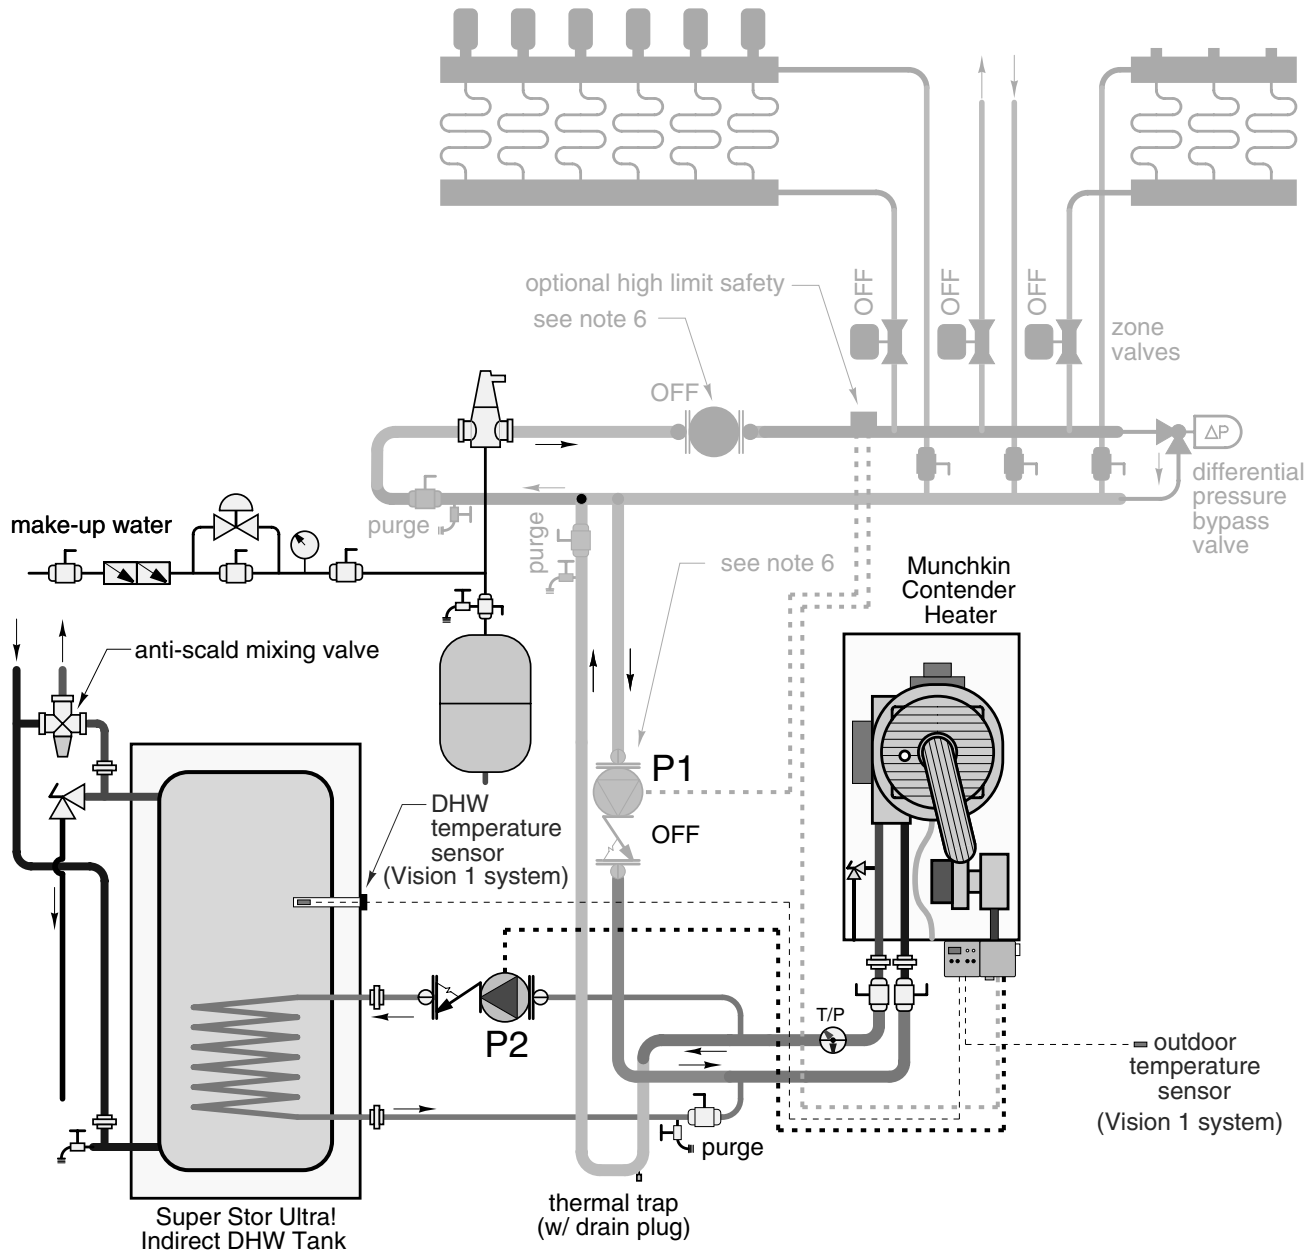 optional high limit safety
see note 6
OFF
OFF
OFF
OFF
zone
valves
ΔP
differential
pressure
bypass
valve
purge
purge
make-up water
see note 6
Munchkin
Contender
Heater
anti-scald mixing valve
P1
OFF
DHW
temperature
sensor
(Vision 1 system)
P2
T/P
outdoor
temperature
sensor
(Vision 1 system)
purge
thermal trap
(w/ drain plug)
Super Stor Ultra!
Indirect DHW Tank